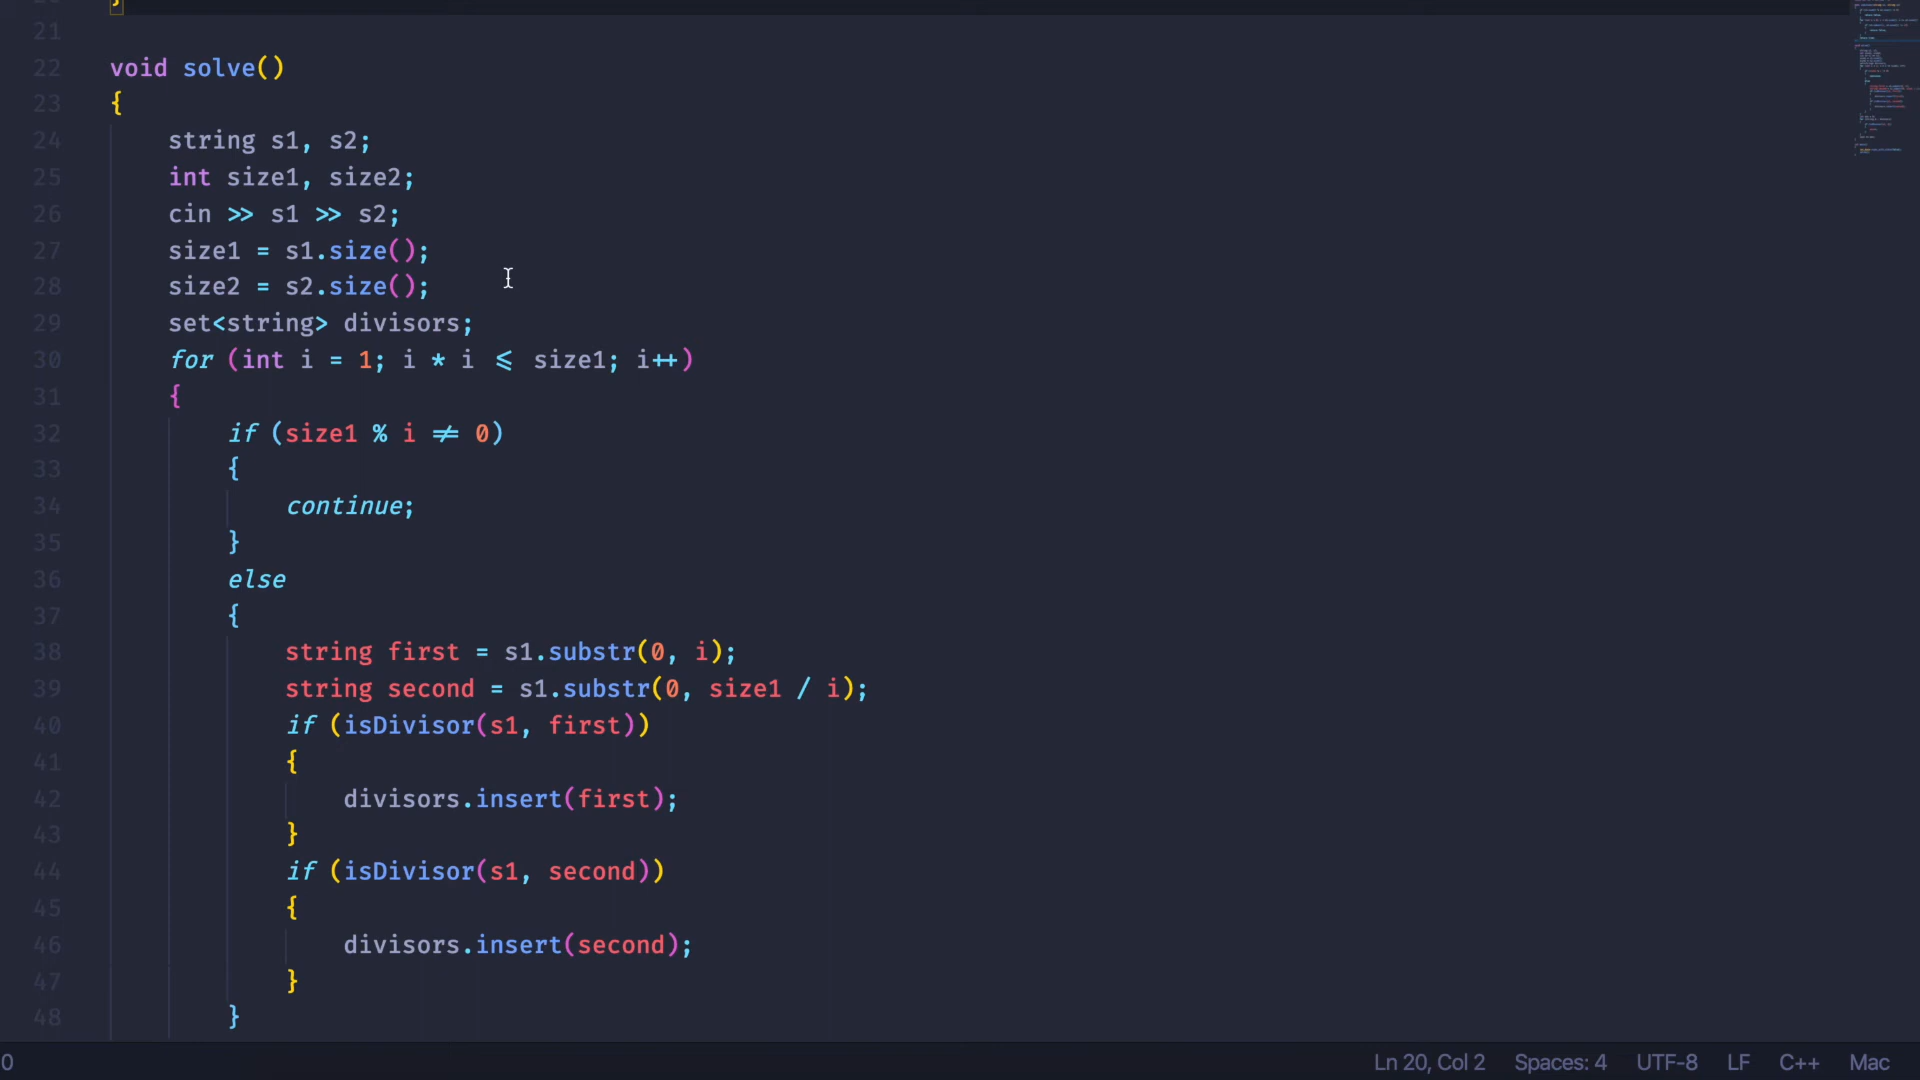 }
21
22 void solve()
23 {
24 string s1, s2;
25 int size1, size2;
26 cin >> s1 >> s2;
27 size1 = s1.size();
28 size2 = s2.size();
29 set<string> divisors;
30 for (int i = 1; i * i <= size1; i++)
31 {
32 if (size1 % i != 0)
33 {
34 continue;
35 }
36 else
37 {
38 string first = s1.substr(0, i);
39 string second = s1.substr(0, size1 / i);
40 if (isDivisor(s1, first))
41 {
42 divisors.insert(first);
43 }
44 if (isDivisor(s1, second))
45 {
46 divisors.insert(second);
47 }
48 }
0 Ln 20, Col 2 Spaces: 4 UTF-8 LF C++ Mac